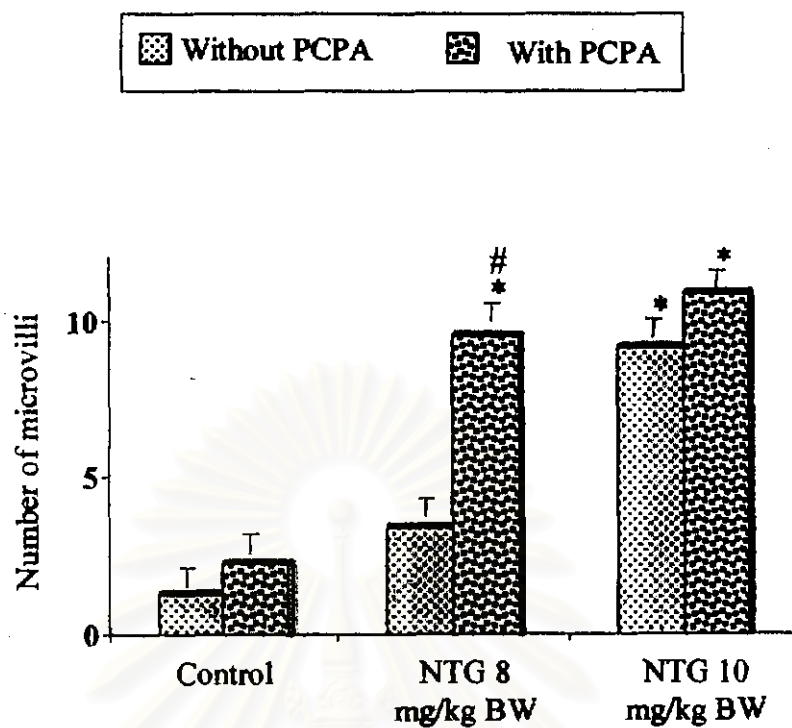 Without PCPA With PCPA
Number of microvilli
10
5
0
#
*
*
*
Control
NTG 8
mg/kg BW
NTG 10
mg/kg BW